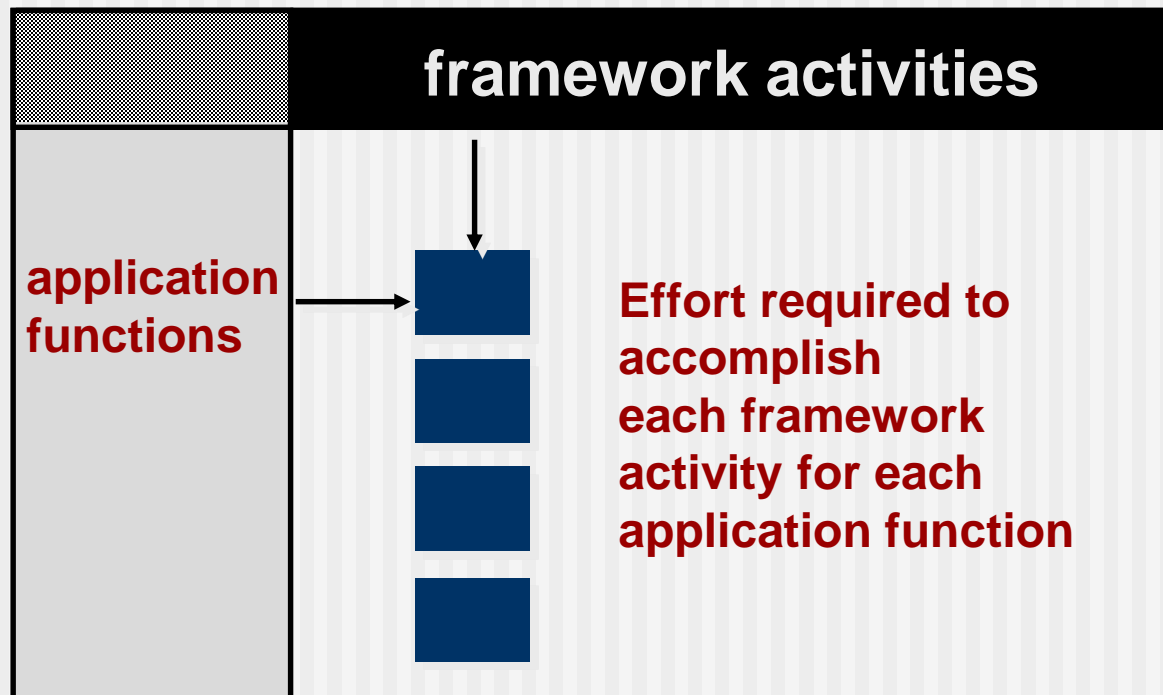 framework activities
application
functions
Effort required to
accomplish
each framework
activity for each
application function